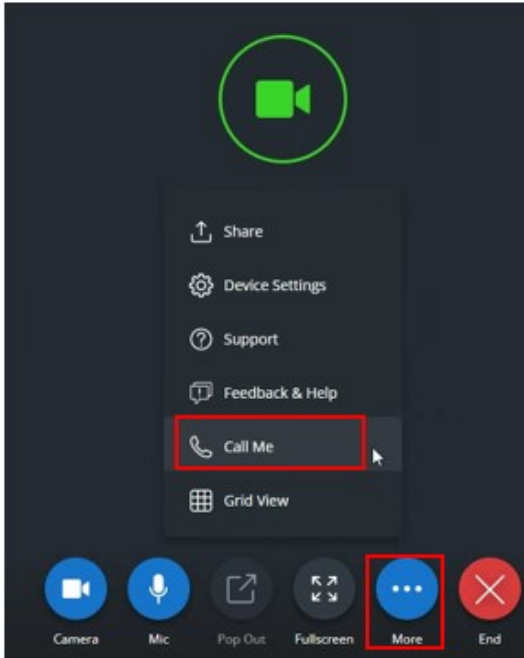 Share
Device Settings
Support
Feedback & Help
Call Me
Grid View
Camera Mic Pop Out Fullscreen More End